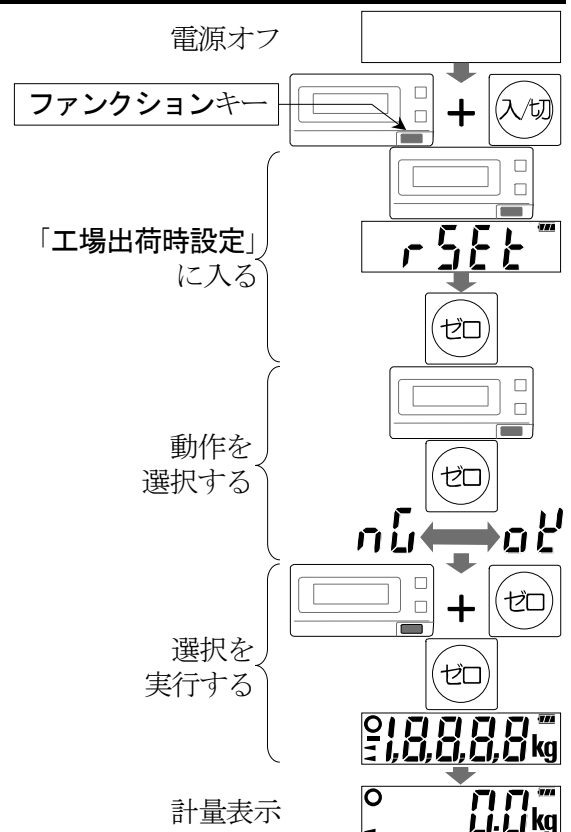 電源オフ
ファンクションキー
+
入/切
「工場出荷時設定」
に入る
rSEt
ゼロ
動作を
選択する
ゼロ
nG
oK
+
ゼロ
選択を
実行する
ゼロ
1,8,8,8,8 kg
計量表示
0.0 kg